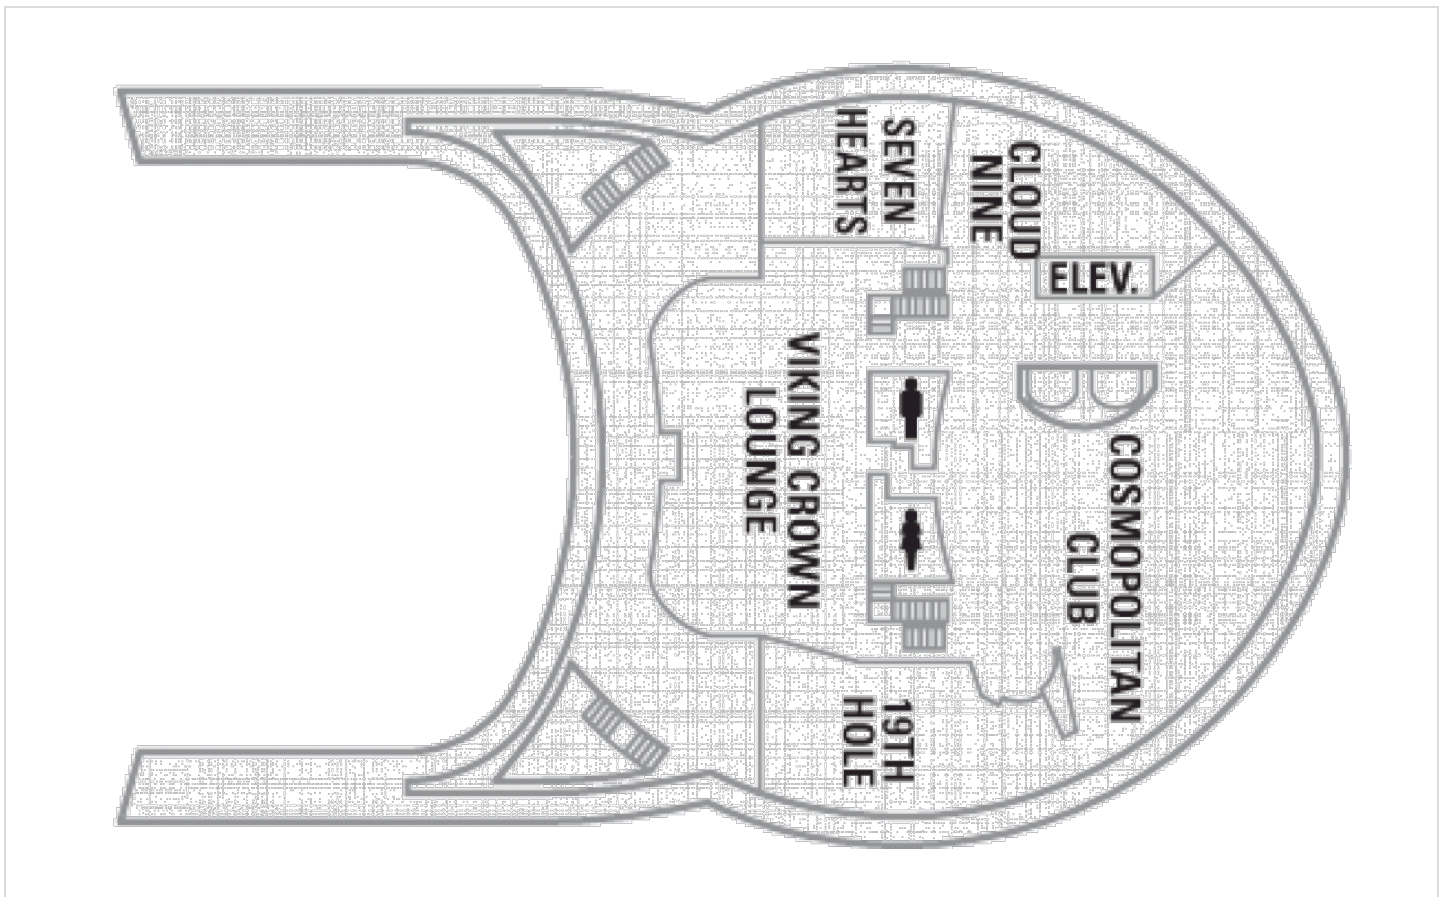 SEVEN
HEARTS
CLOUD
NINE
ELEV.
VIKING CROWN
LOUNGE
COSMOPOLITAN
CLUB
19TH
HOLE